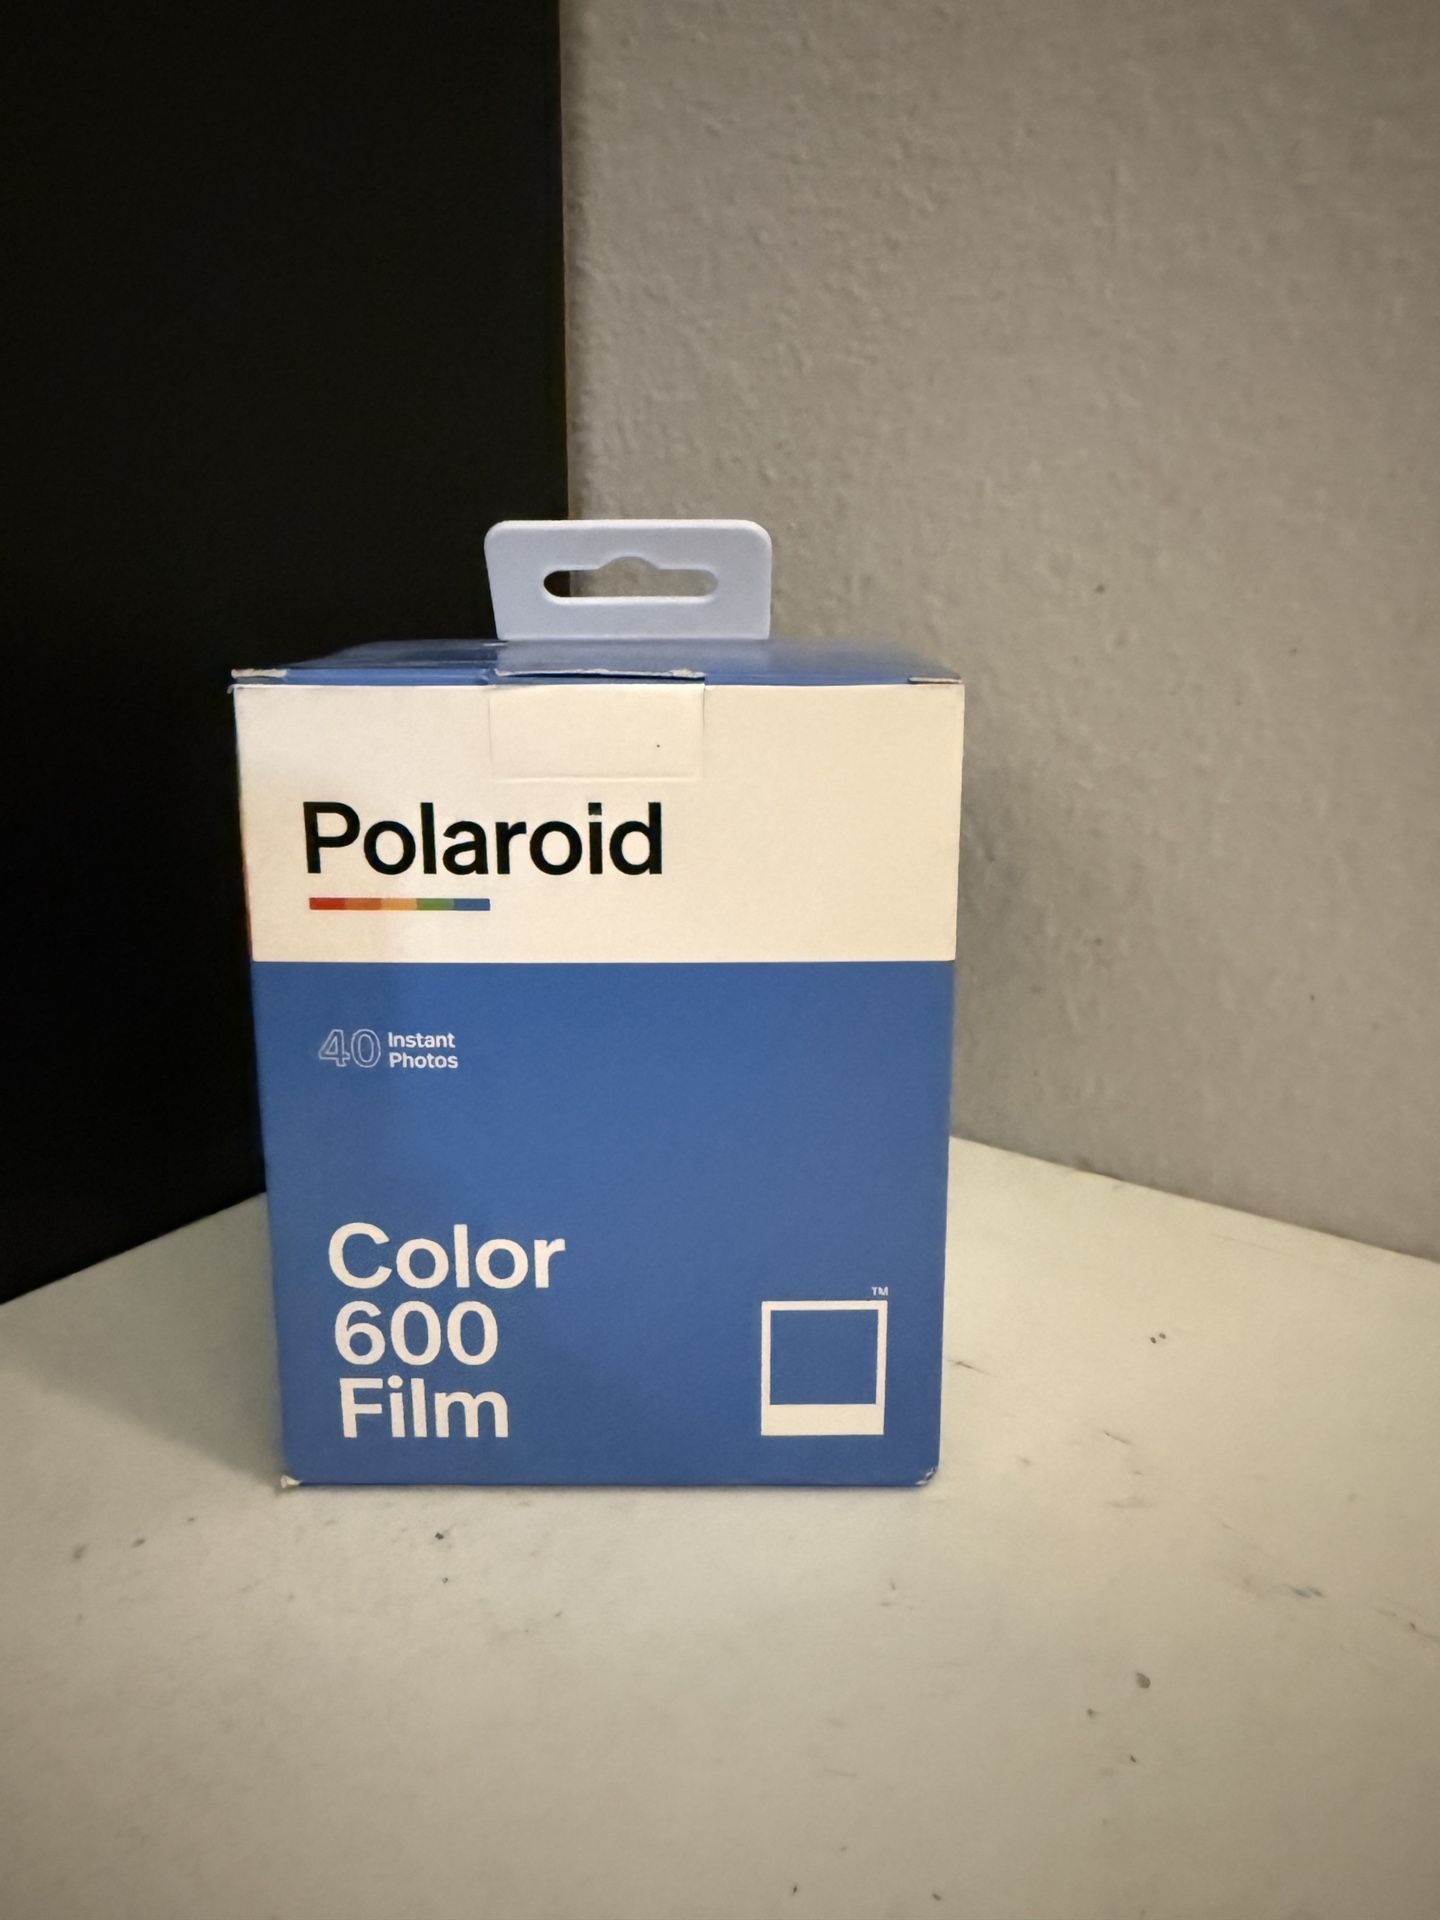 Polaroid
40 Instant
Photos
Color
600
Film
TM